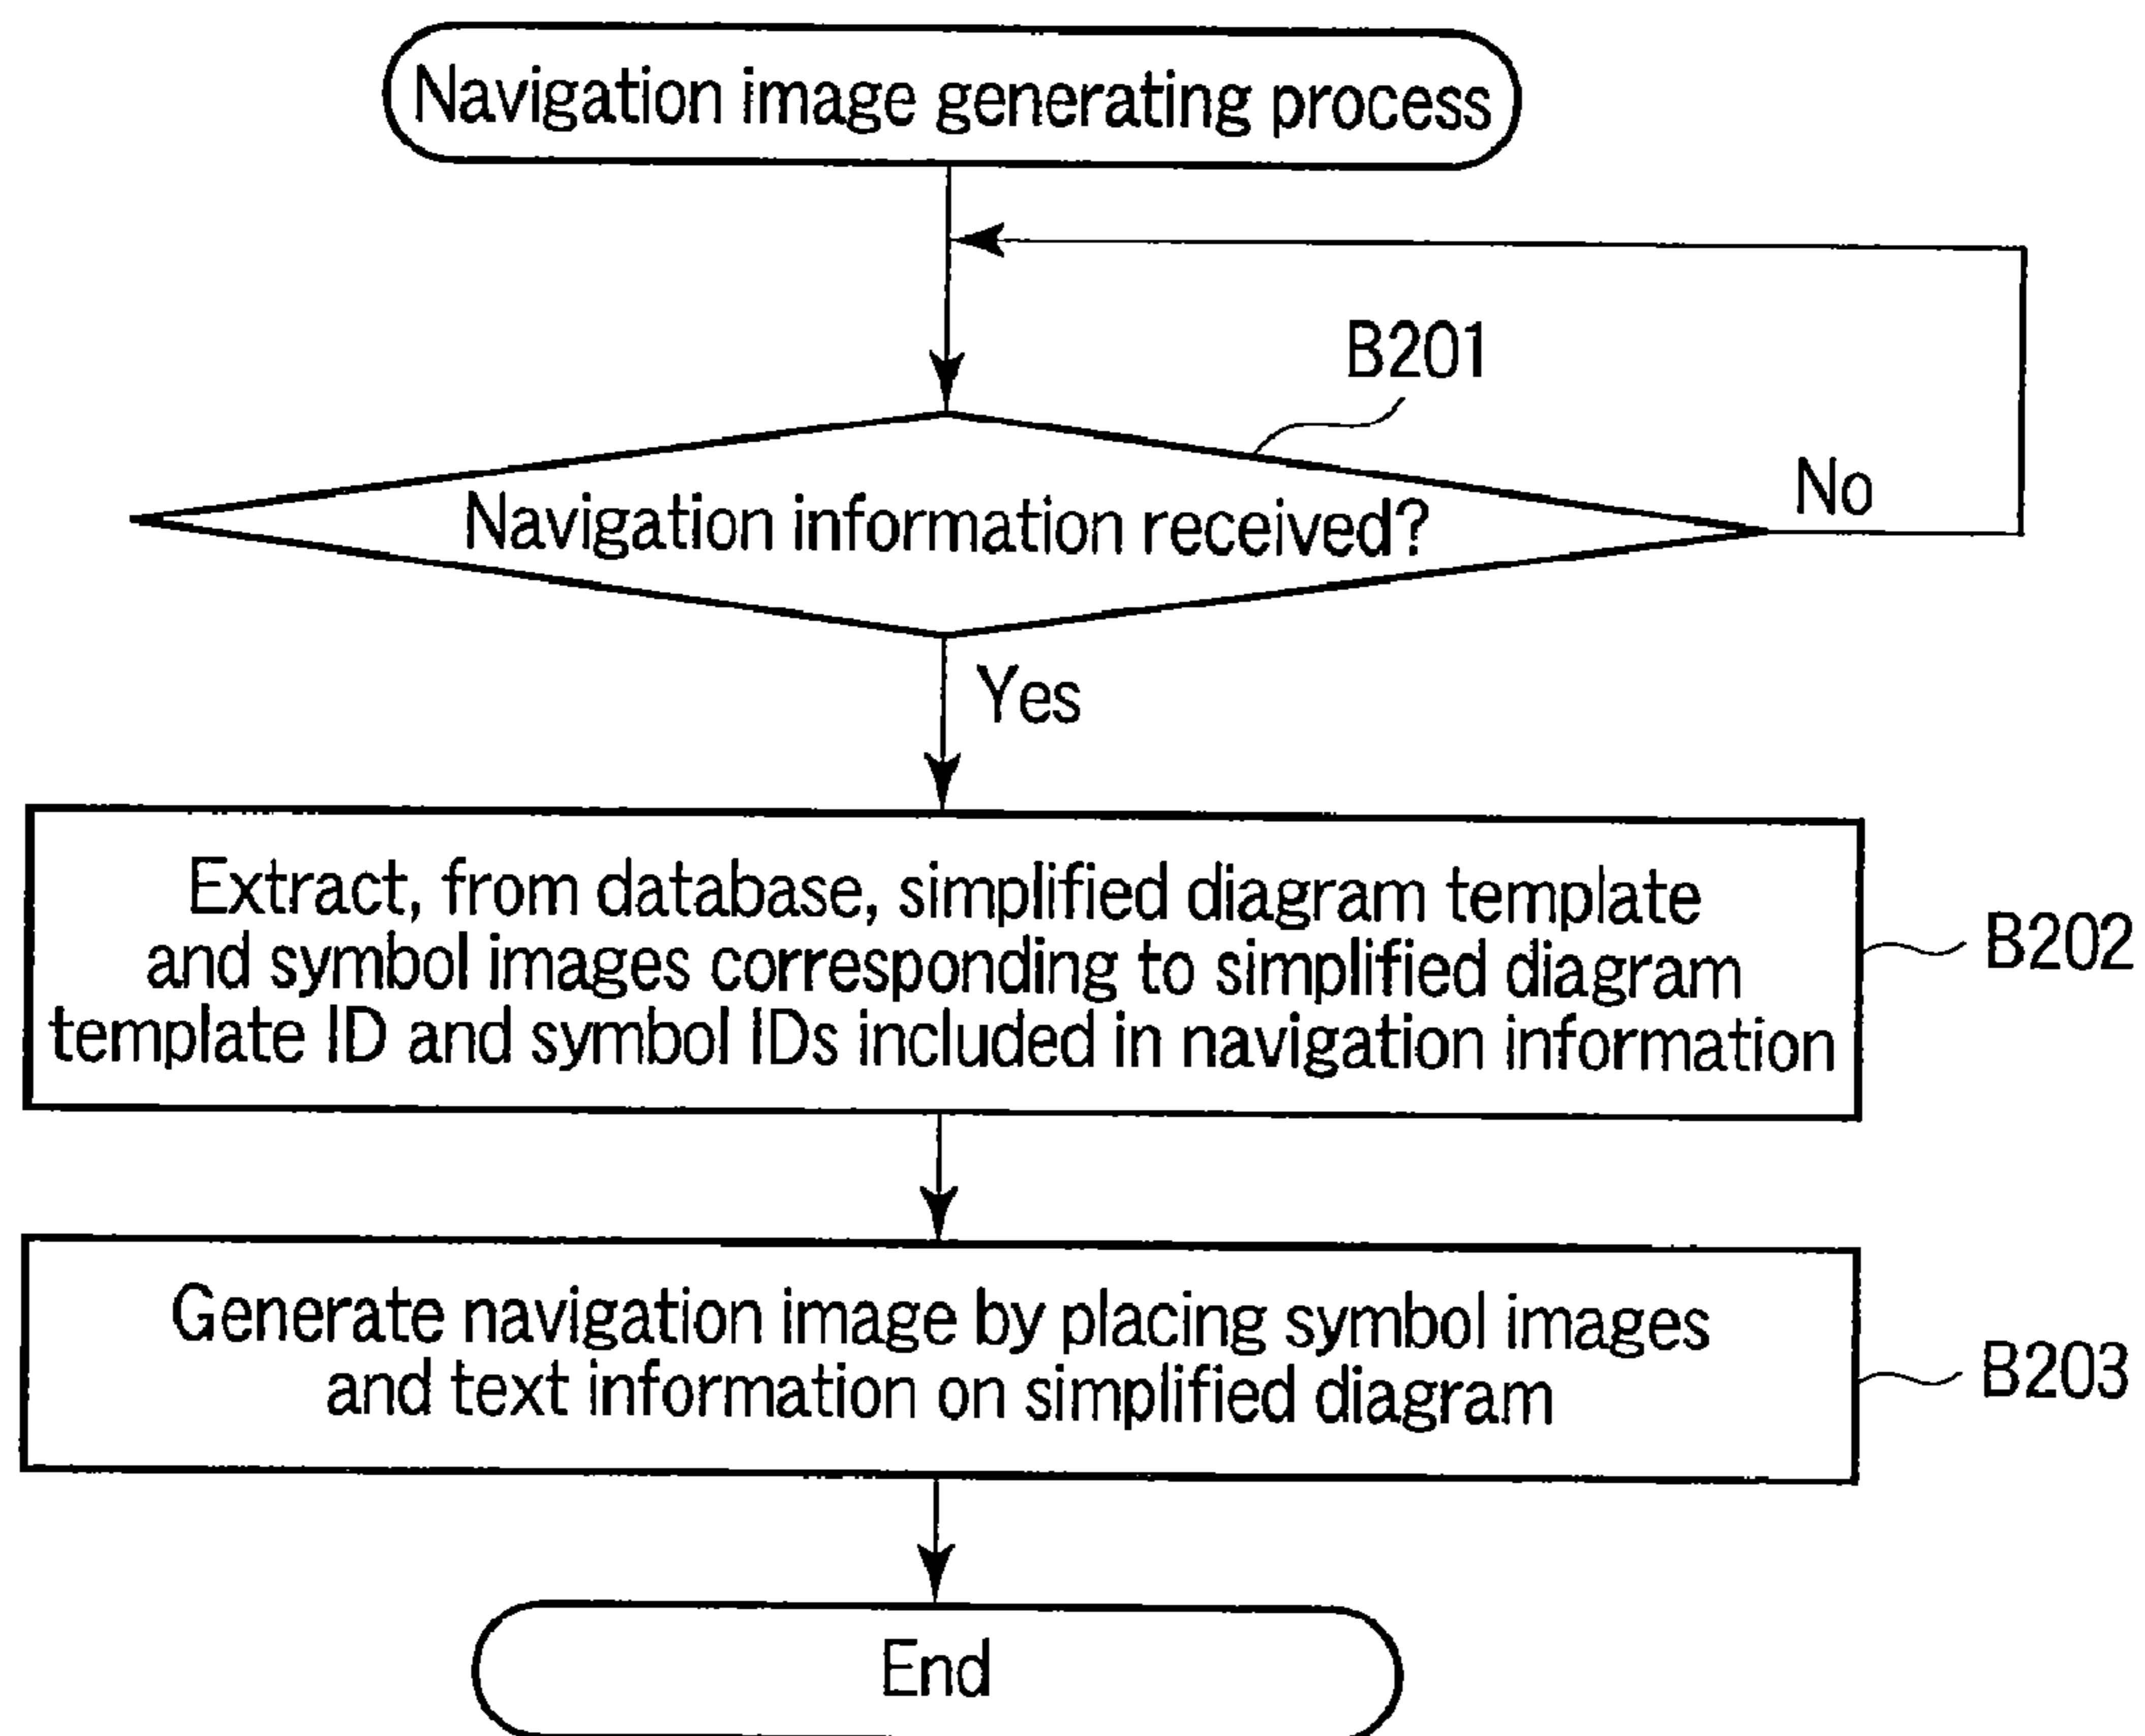 Navigation image generating process
B201
Navigation information received?
No
Yes
Extract, from database, simplified diagram template
and symbol images corresponding to simplified diagram
template ID and symbol IDs included in navigation information
B202
Generate navigation image by placing symbol images
and text information on simplified diagram
B203
End